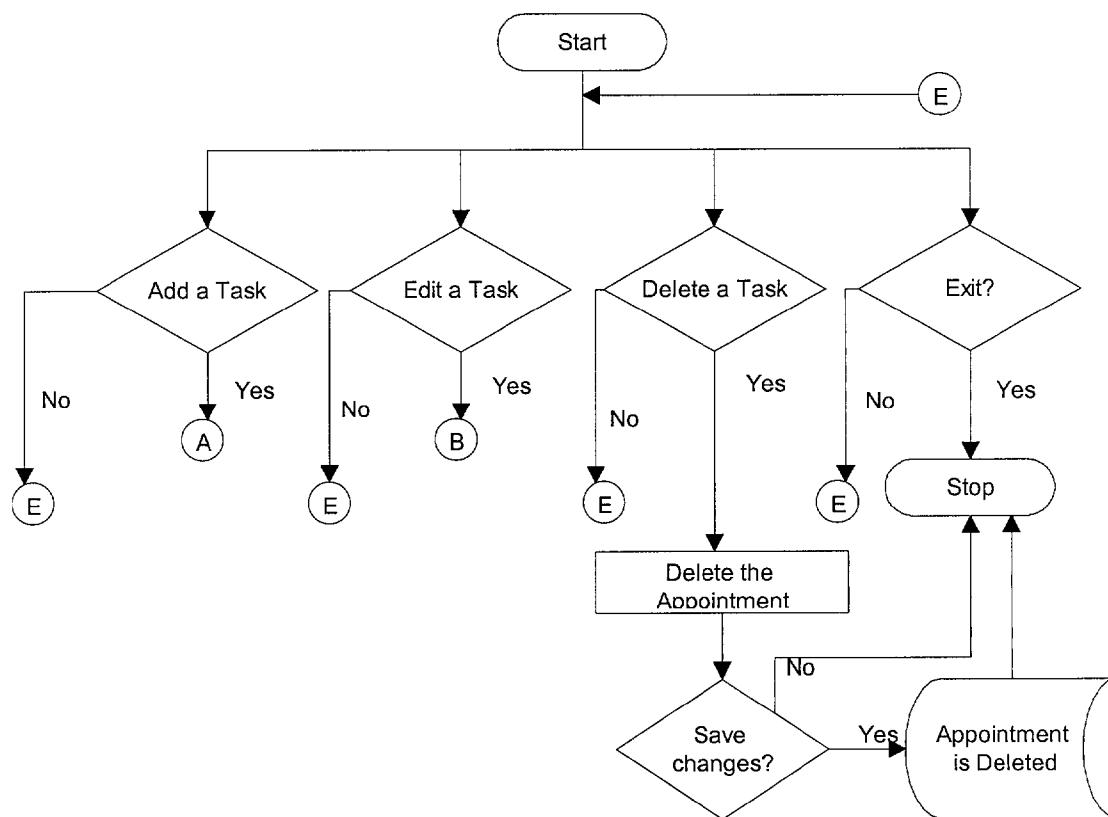 Start
E
Add a Task
Edit a Task
Delete a Task
Exit?
No
Yes
No
Yes
No
Yes
No
Yes
A
B
E
E
E
E
Stop
Delete the
Appointment
No
Save
changes?
Yes
Appointment
is Deleted